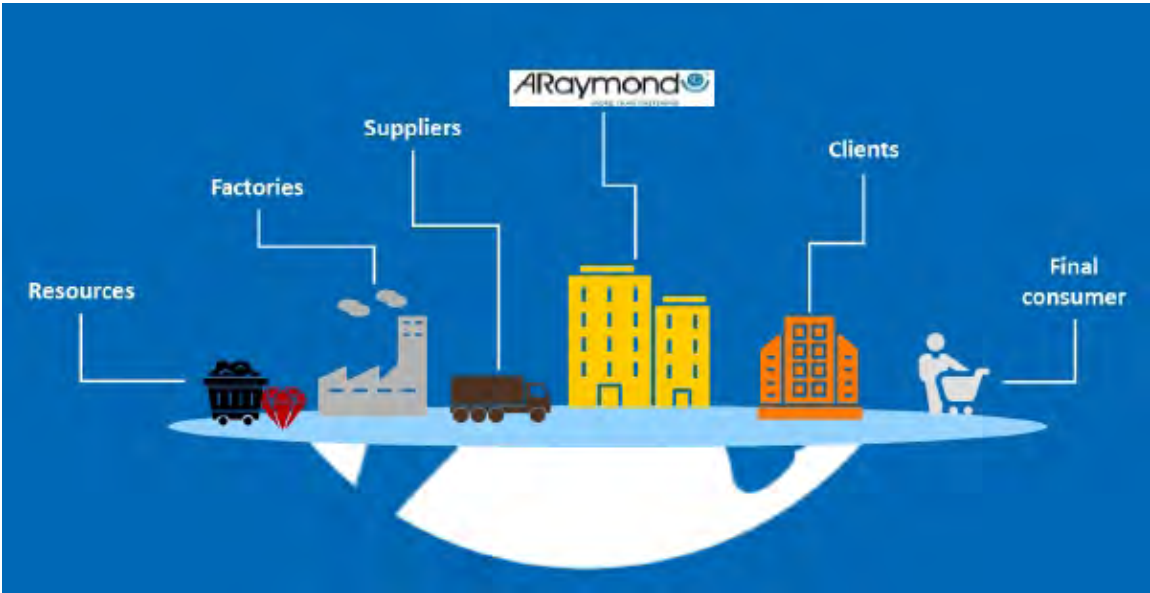 ARaymond
Suppliers
Clients
Factories
Final
consumer
Resources